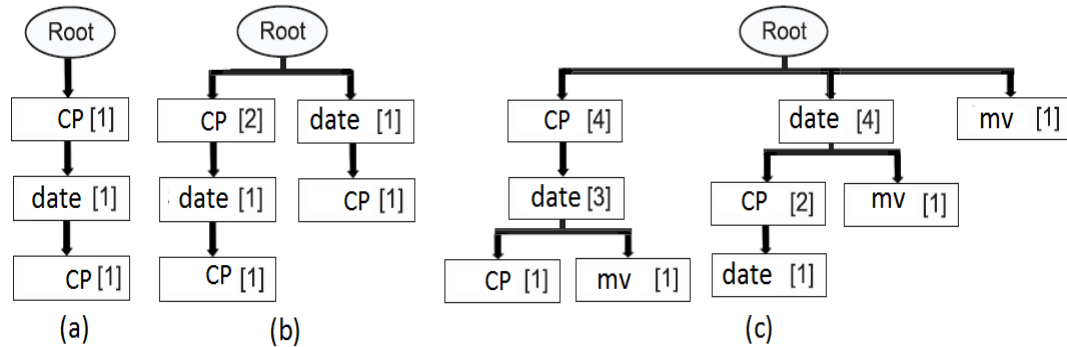 Root Root Root
CP [1] CP [2] date [1] CP [4] date [4] mv [1]
date [1] date [1] CP [1] date [3] CP [2] mv [1]
CP [1] CP [1] CP [1] mv [1] date [1]
(a) (b) (c)